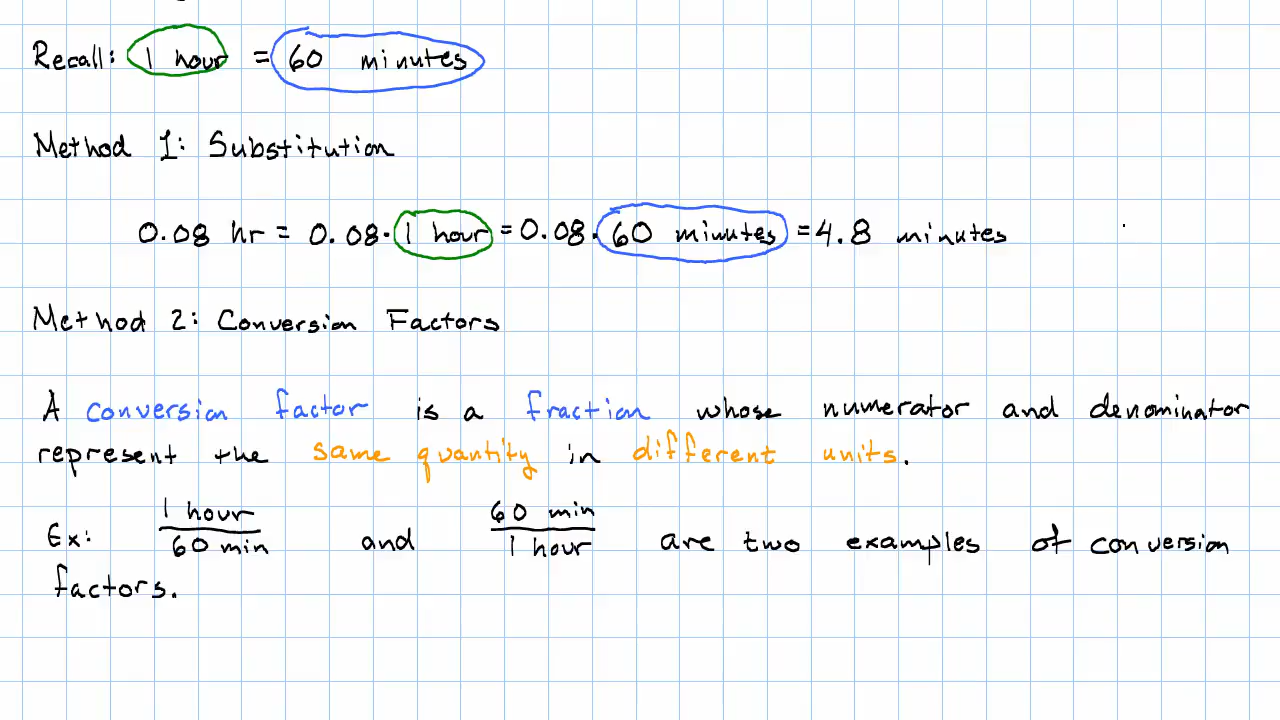 Recall: 1 hour = 60 minutes
Method 1: Substitution
0.08 hr = 0.08 · 1 hour = 0.08 · 60 minutes = 4.8 minutes
Method 2: Conversion Factors
A conversion factor is a fraction whose numerator and denominator
represent the same quantity in different units.
Ex: 1 hour/60 min and 60 min/1 hour are two examples of conversion
factors.